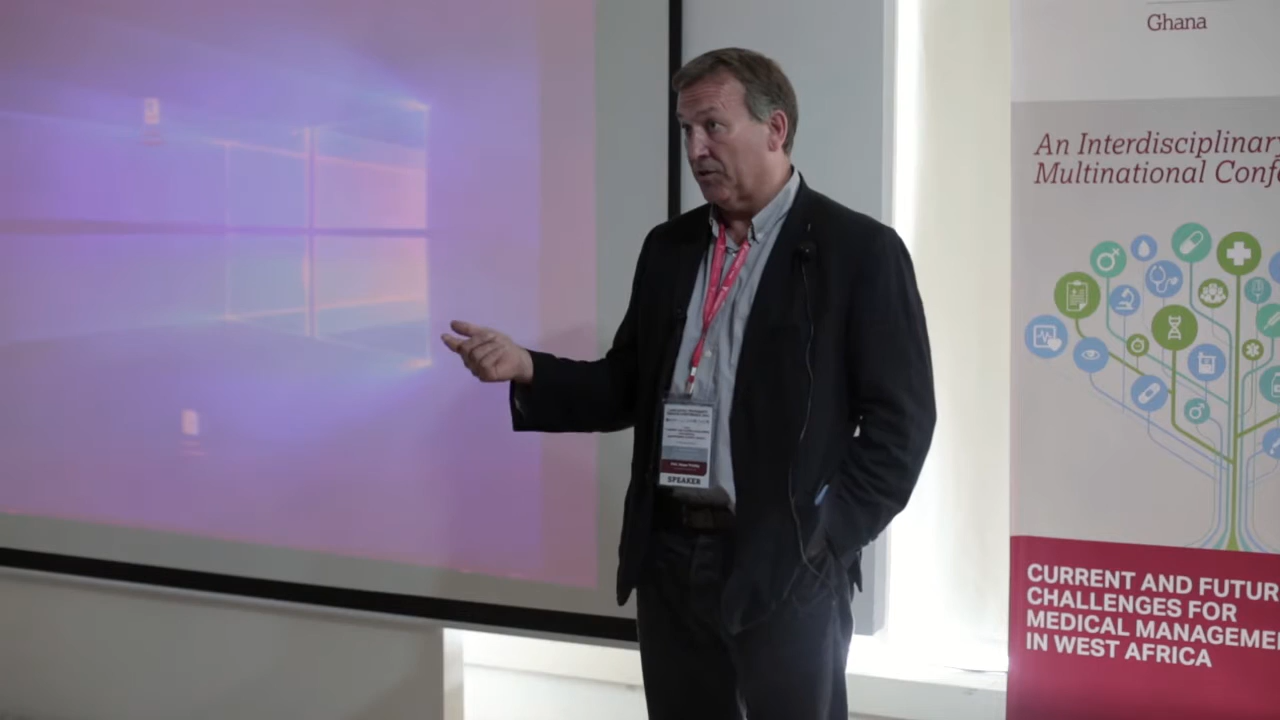 Ghana
An Interdisciplinary
Multinational Conf
CURRENT AND FUTUR
CHALLENGES FOR
MEDICAL MANAGEME
IN WEST AFRICA
SPEAKER